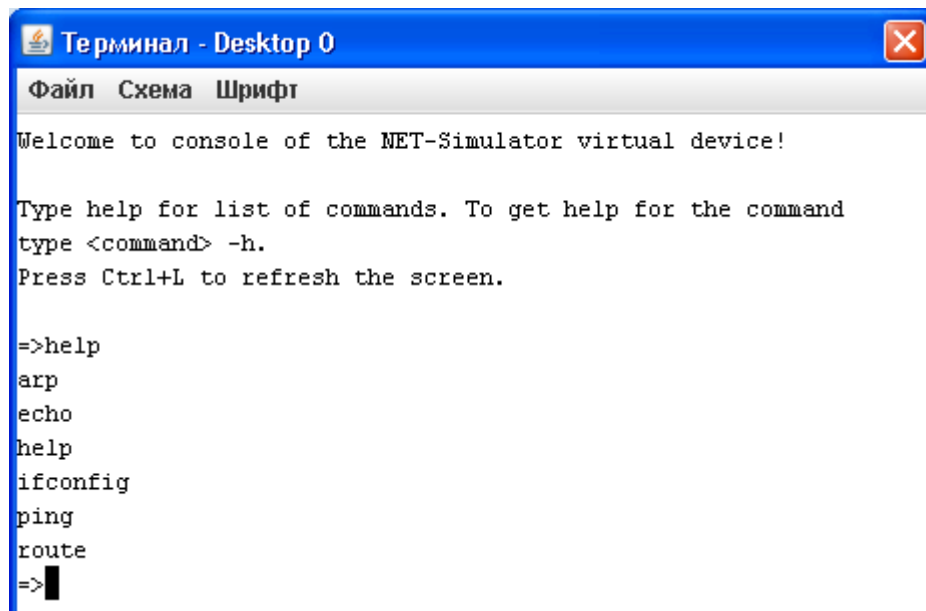 Терминал - Desktop 0
Файл Схема Шрифт
Welcome to console of the NET-Simulator virtual device!
Type help for list of commands. To get help for the command
type <command> -h.
Press Ctrl+L to refresh the screen.
=>help
arp
echo
help
ifconfig
ping
route
=>